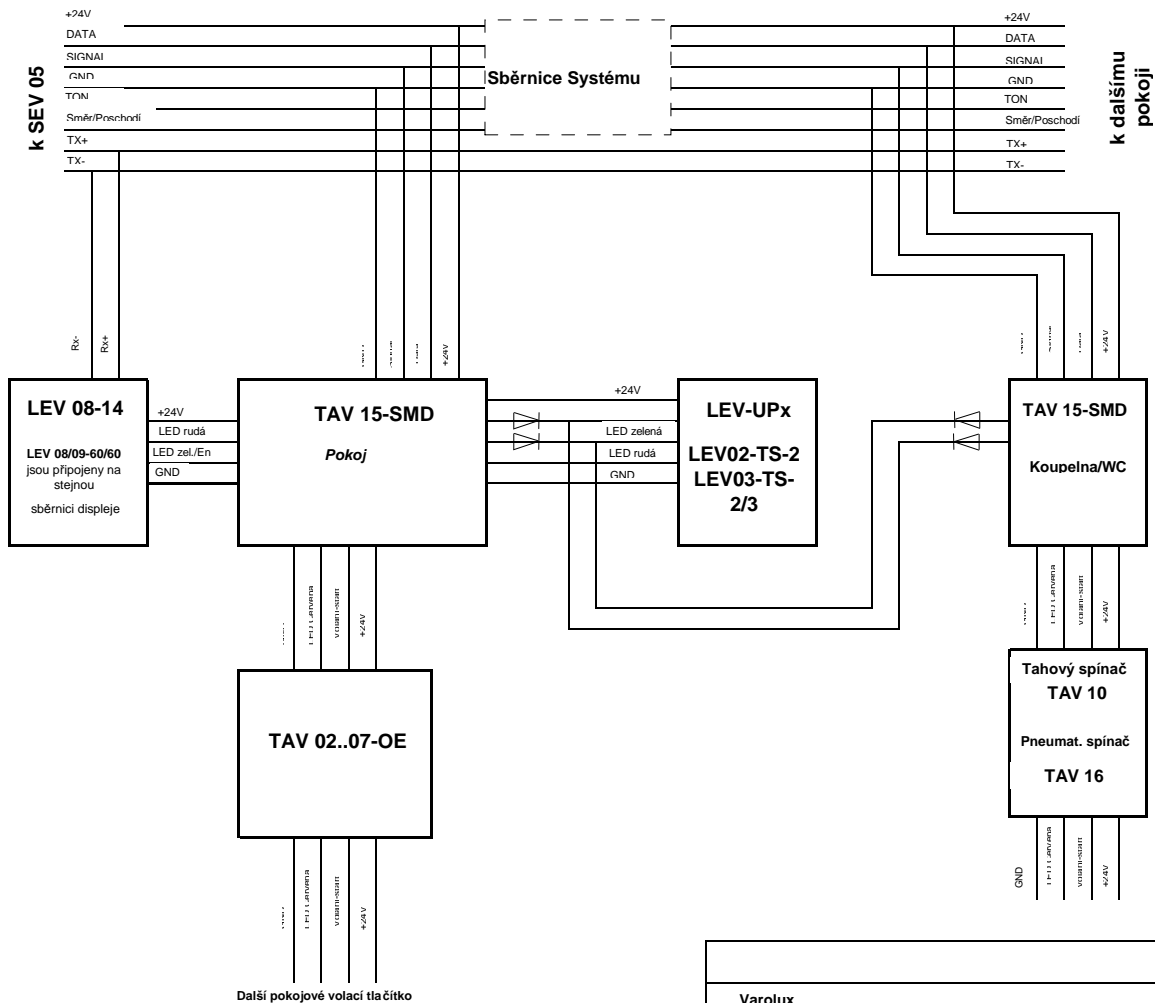 +24V
DATA
SIGNAL
GND
TON
Směr/Poschodí
TX+
TX-
k SEV 05
Sběrnice Systému
+24V
DATA
SIGNAL
GND
TON
Směr/Poschodí
TX+
TX-
k dalšímu
pokoji
Rx-
Rx+
+24V
+24V
LEV 08-14
LEV 08/09-60/60
jsou připojeny na
stejnou
sběrnici displeje
+24V
LED rudá
LED zel./En
GND
TAV 15-SMD
Pokoj
+24V
LED zelená
LED rudá
GND
LEV-UPx
LEV02-TS-2
LEV03-TS-
2/3
TAV 15-SMD
Koupelna/WC
+24V
+24V
TAV 02..07-OE
Tahový spínač
TAV 10
Pneumat. spínač
TAV 16
+24V
GND
+24V
Další pokojové volací tlačítko
Varolux